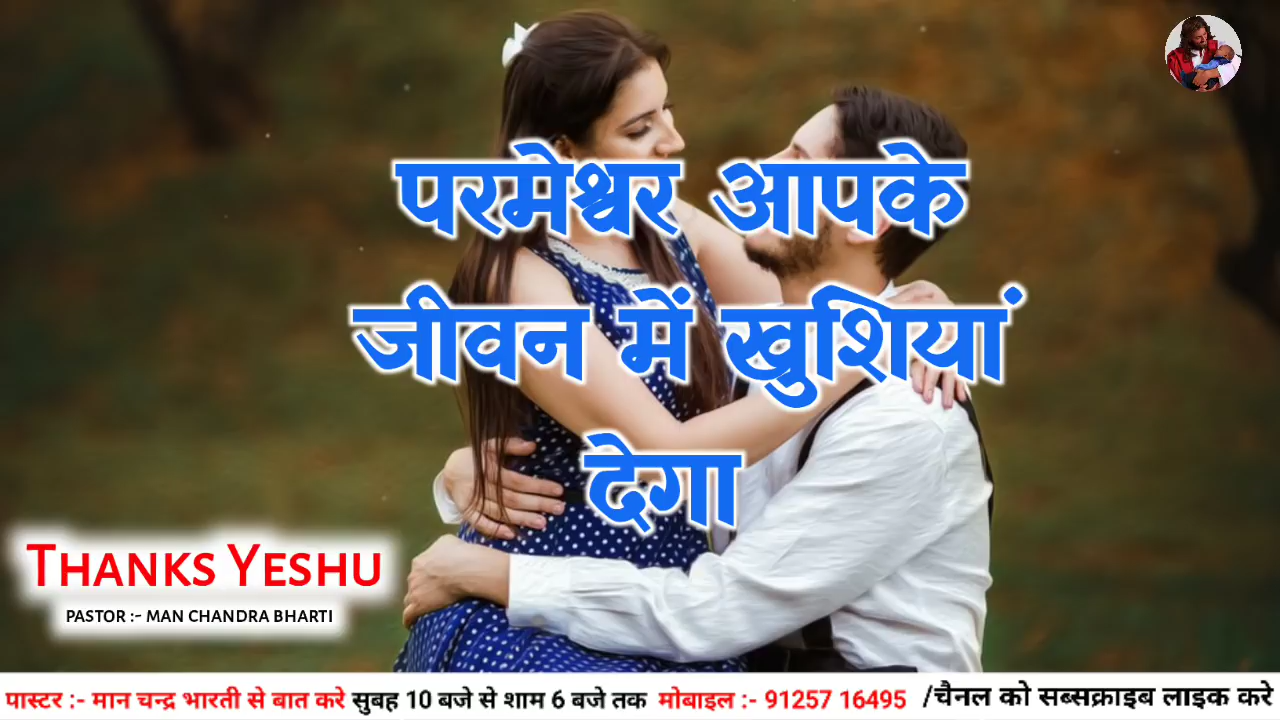 परमेश्वर आपके
जीवन में खुशियां
देगा
THANKS YESHU
PASTOR :- MAN CHANDRA BHARTI
पास्टर :- मान चन्द्र भारती से बात करे सुबह 10 बजे से शाम 6 बजे तक मोबाइल :- 91257 16495 /चैनल को सब्सक्राइब लाइक करे